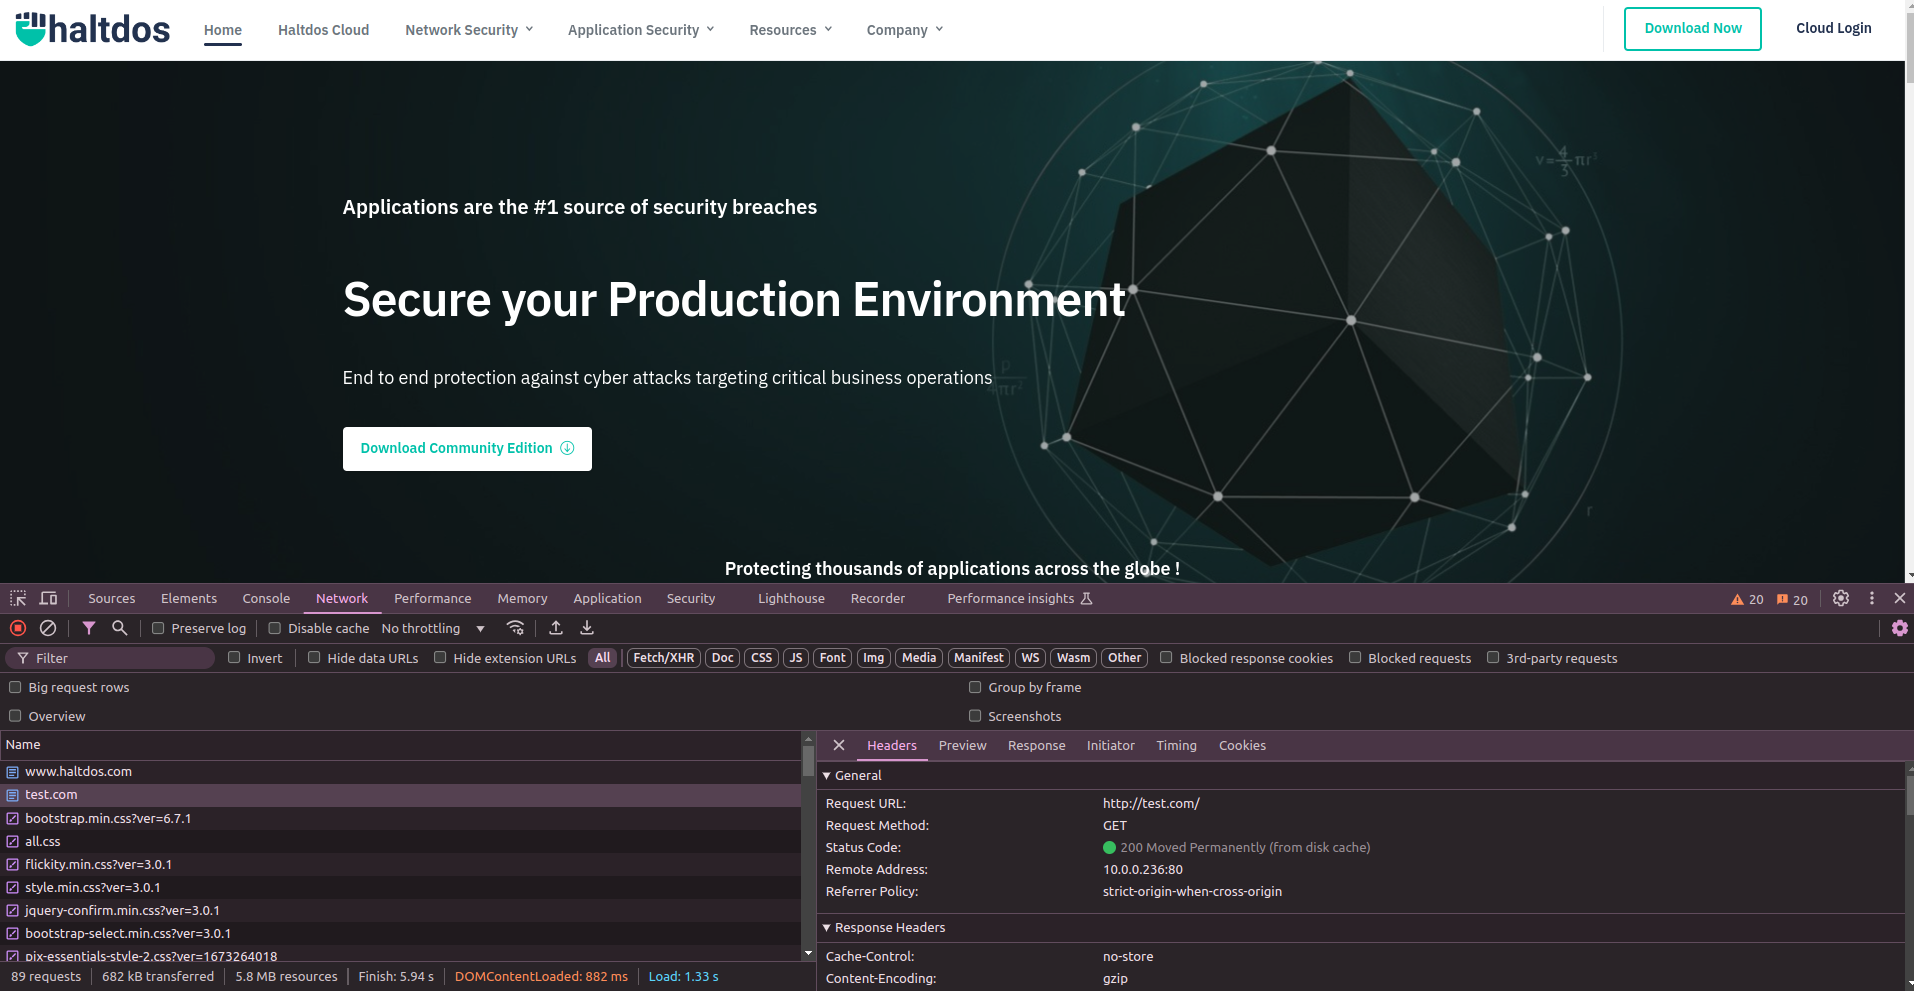 haltdos Home Haltdos Cloud Network Security Application Security Resources Company Download Now Cloud Login
Applications are the #1 source of security breaches
Secure your Production Environment
End to end protection against cyber attacks targeting critical business operations
Download Community Edition
Protecting thousands of applications across the globe !
Sources Elements Console Network Performance Memory Application Security Lighthouse Recorder Performance insights 20 20
Preserve log Disable cache No throttling
Filter Invert Hide data URLs Hide extension URLs All Fetch/XHR Doc CSS JS Font Img Media Manifest WS Wasm Other Blocked response cookies Blocked requests 3rd-party requests
Big request rows Group by frame
Overview Screenshots
Name
www.haltdos.com
test.com
bootstrap.min.css?ver=6.7.1
all.css
flickity.min.css?ver=3.0.1
style.min.css?ver=3.0.1
jquery-confirm.min.css?ver=3.0.1
bootstrap-select.min.css?ver=3.0.1
pix-essentials-style-2.css?ver=1673264018
89 requests 682 kB transferred 5.8 MB resources Finish: 5.94 s DOMContentLoaded: 882 ms Load: 1.33 s
Headers Preview Response Initiator Timing Cookies
General
Request URL: http://test.com/
Request Method: GET
Status Code: 200 Moved Permanently (from disk cache)
Remote Address: 10.0.0.236:80
Referrer Policy: strict-origin-when-cross-origin
Response Headers
Cache-Control: no-store
Content-Encoding: gzip